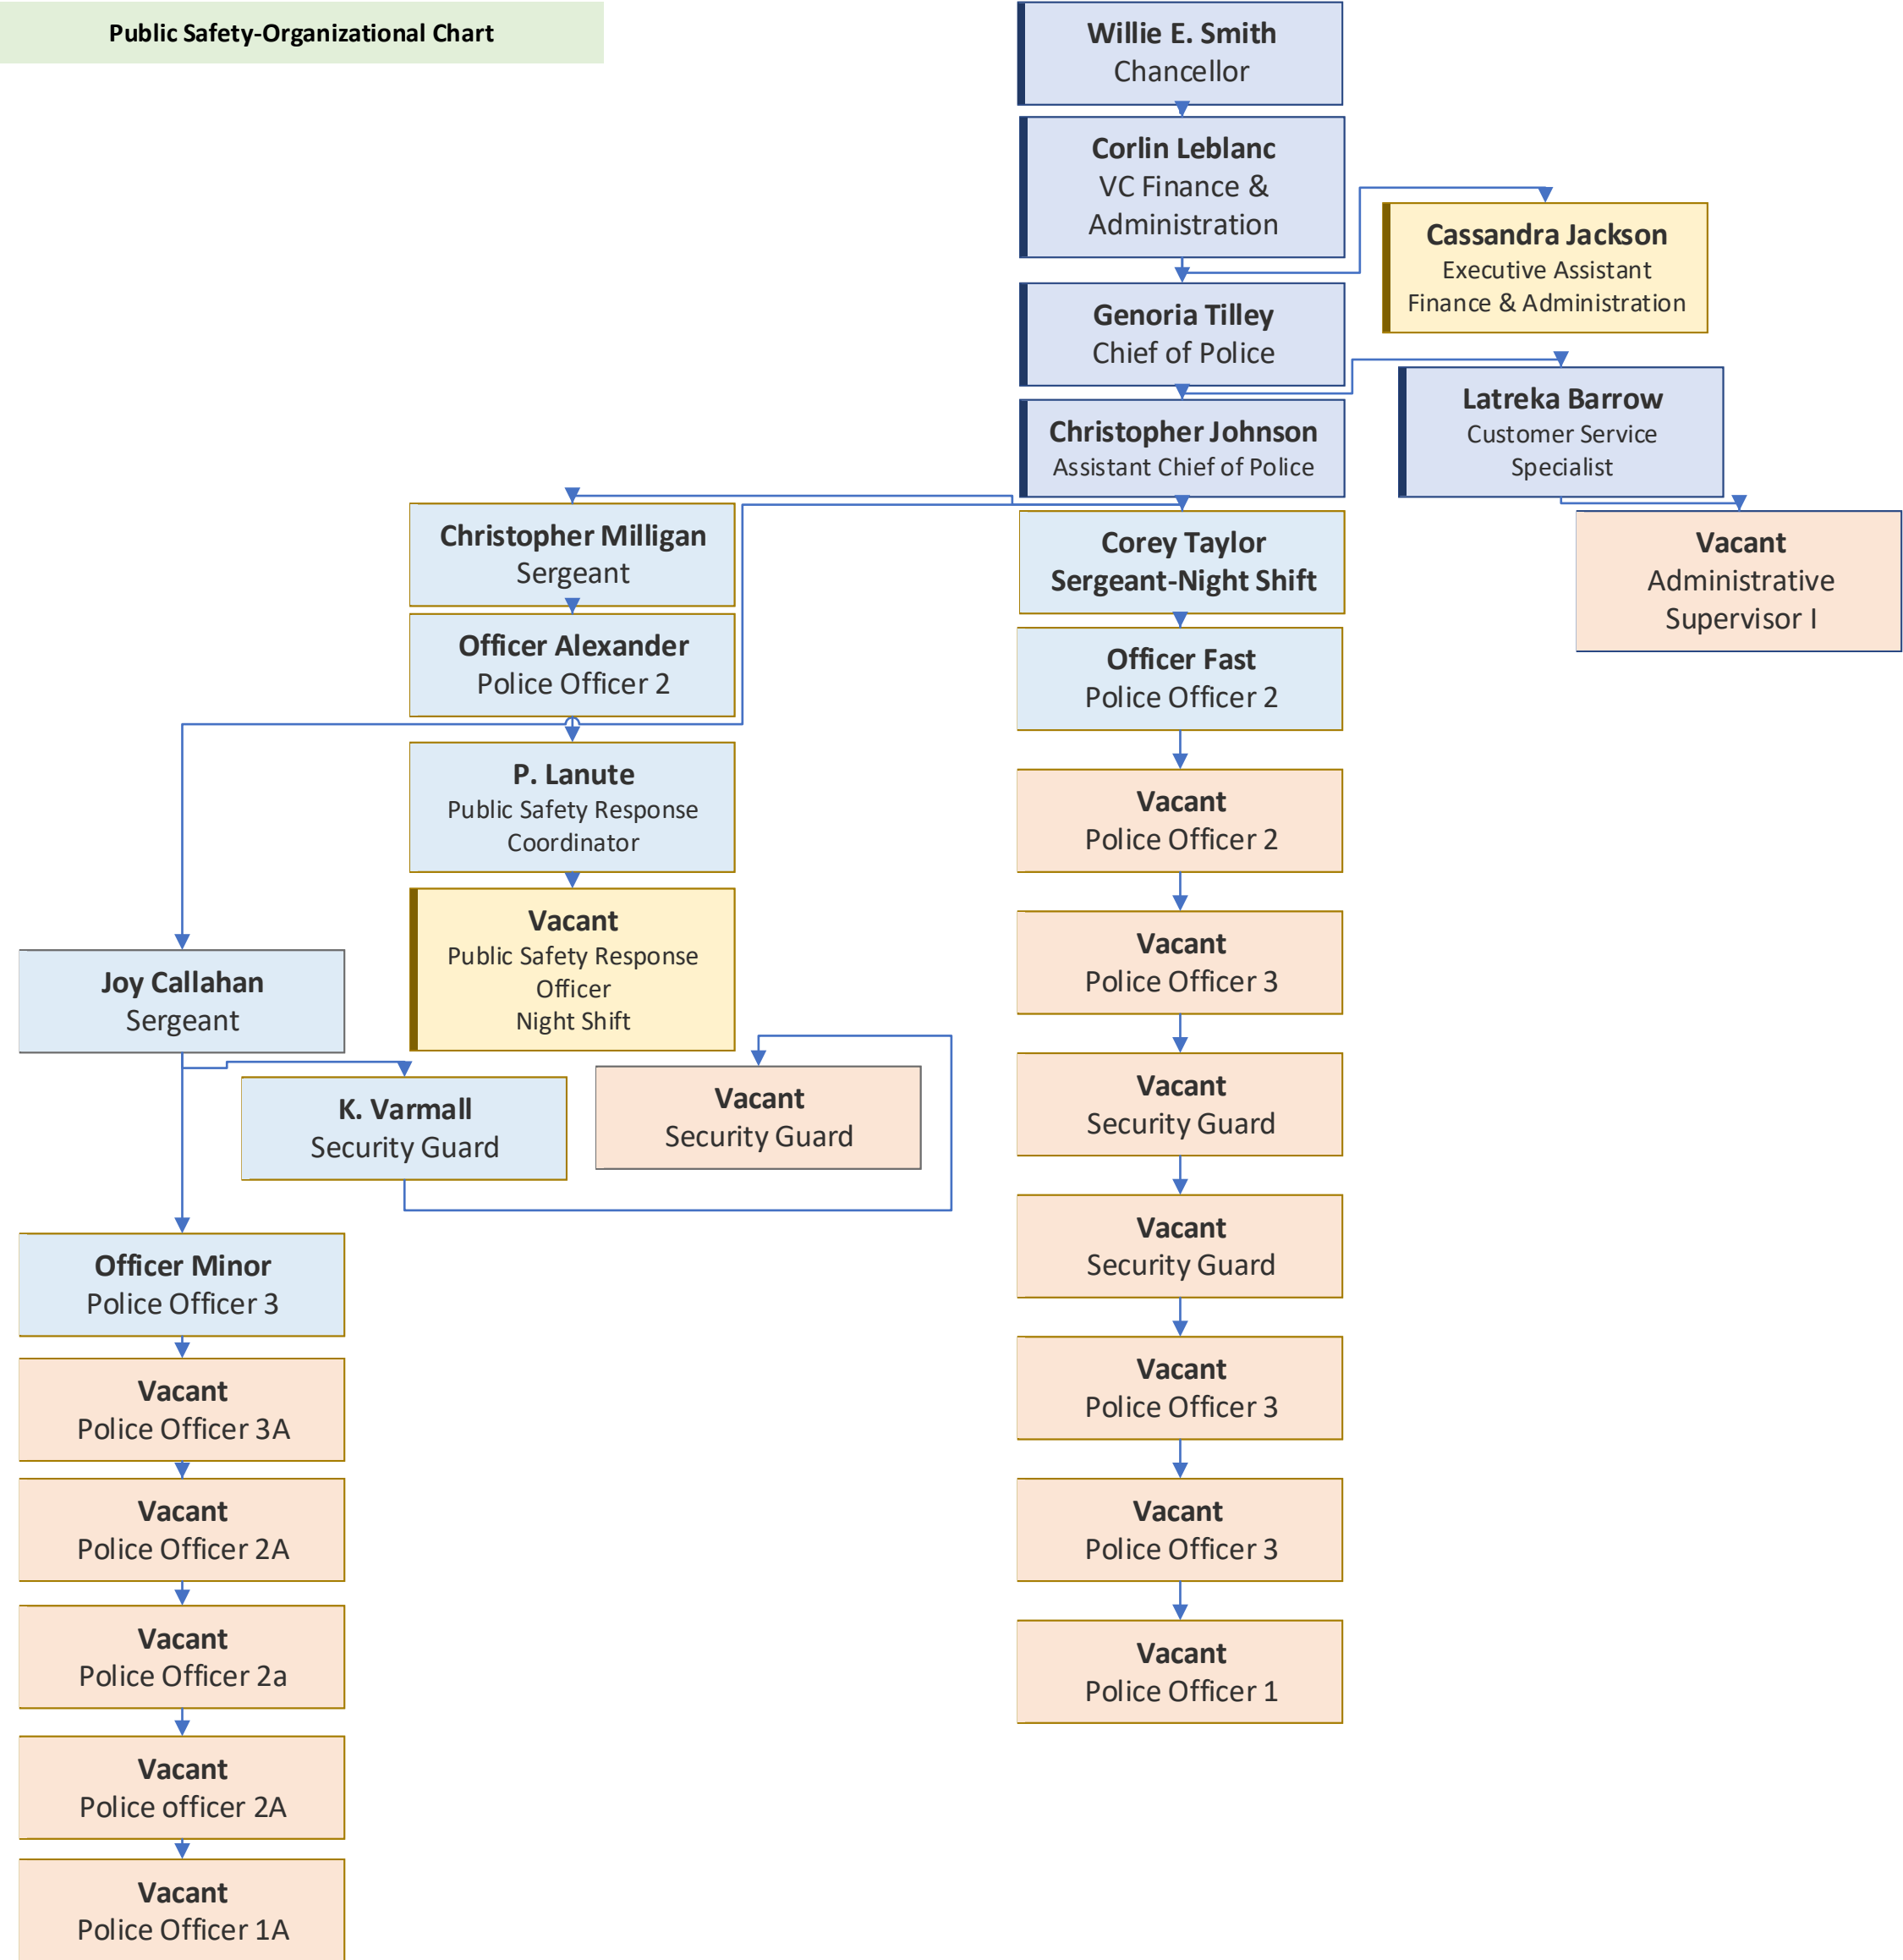 Public Safety-Organizational Chart
Willie E. Smith
Chancellor
Corlin Leblanc
VC Finance &
Administration
Cassandra Jackson
Executive Assistant
Finance & Administration
Genoria Tilley
Chief of Police
Latreka Barrow
Customer Service
Specialist
Christopher Johnson
Assistant Chief of Police
Vacant
Administrative
Supervisor I
Christopher Milligan
Sergeant
Officer Alexander
Police Officer 2
P. Lanute
Public Safety Response
Coordinator
Vacant
Public Safety Response
Officer
Night Shift
Corey Taylor
Sergeant-Night Shift
Officer Fast
Police Officer 2
Vacant
Police Officer 2
Vacant
Police Officer 3
Vacant
Security Guard
Vacant
Security Guard
Vacant
Police Officer 3
Vacant
Police Officer 3
Vacant
Police Officer 1
Joy Callahan
Sergeant
K. Varmall
Security Guard
Vacant
Security Guard
Officer Minor
Police Officer 3
Vacant
Police Officer 3A
Vacant
Police Officer 2A
Vacant
Police Officer 2a
Vacant
Police officer 2A
Vacant
Police Officer 1A